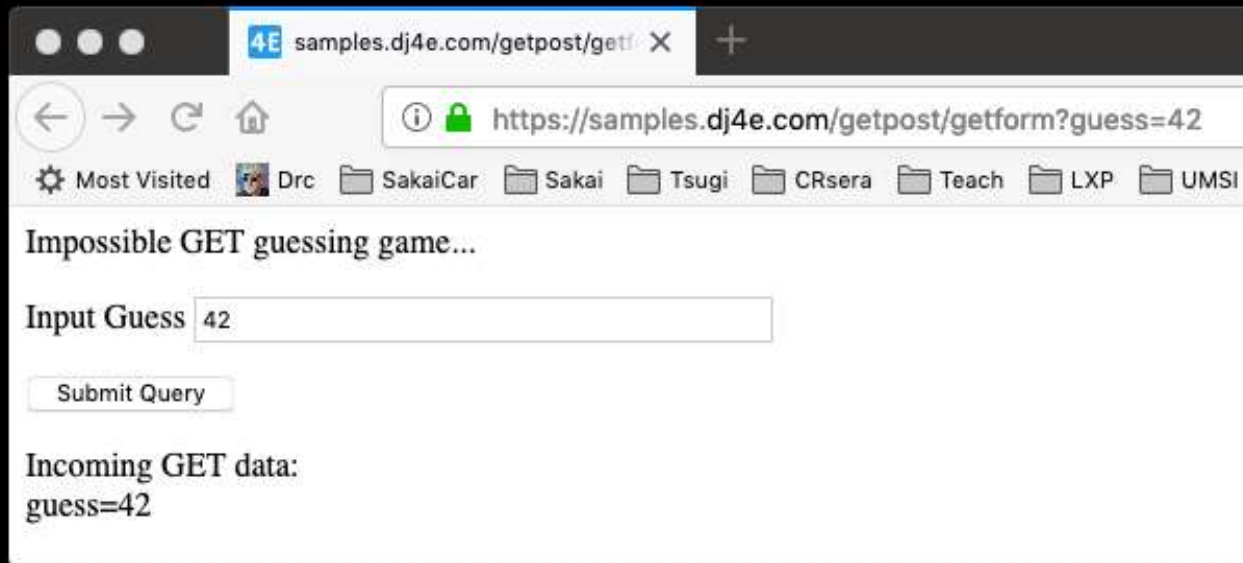 4E samples.dj4e.com/getpost/getf
https://samples.dj4e.com/getpost/getform?guess=42
Most Visited Drc SakaiCar Sakai Tsugi CRsera Teach LXP UMSI
Impossible GET guessing game...
Input Guess 42
Submit Query
Incoming GET data:
guess=42